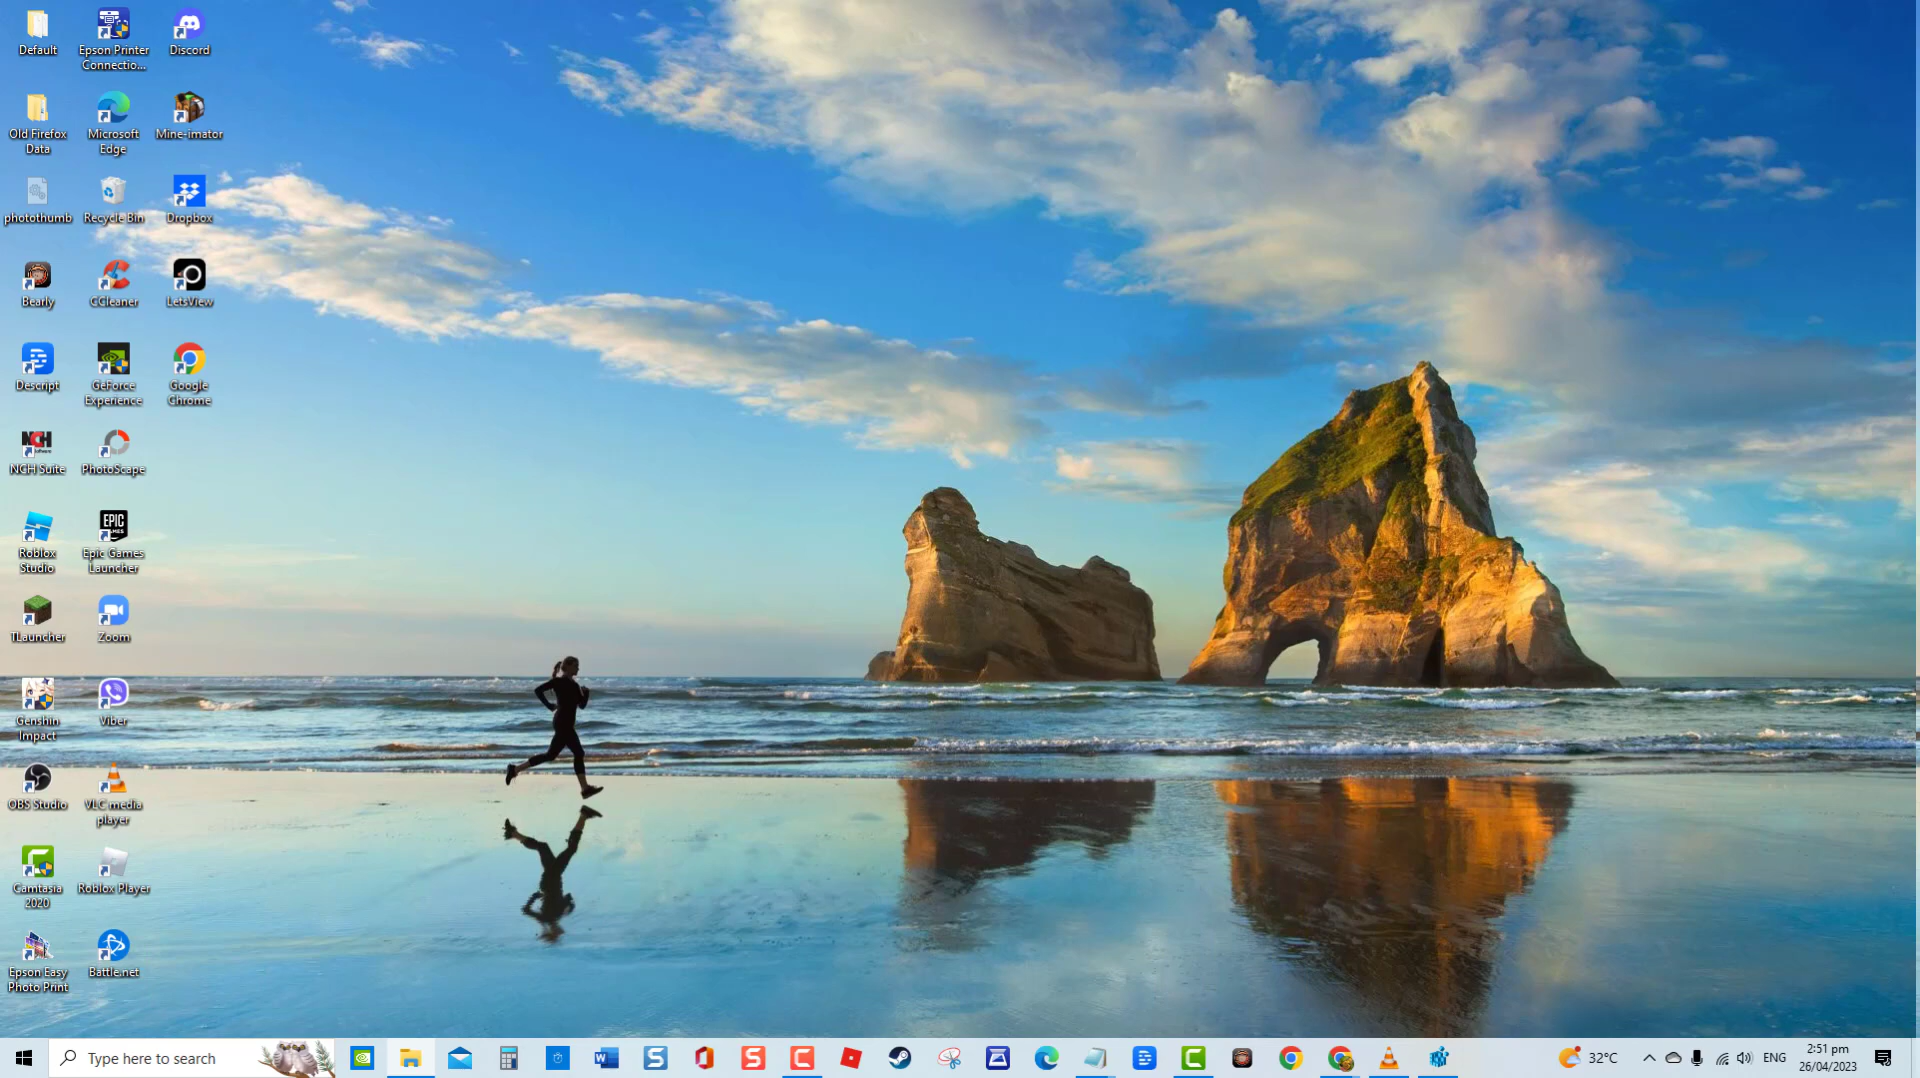 Default
Epson Printer
Connectio...
Discord
Old Firefox
Data
Microsoft
Edge
Mine-imator
photothumb
Recycle Bin
Dropbox
Bearly
CCleaner
LetsView
Descript
GeForce
Experience
Google
Chrome
NCH
NCH Suite
PhotoScape
Roblox
Studio
EPIC
GAMES
Epic Games
Launcher
TLauncher
Zoom
Genshin
Impact
Viber
OBS Studio
VLC media
player
Camtasia
2020
Roblox Player
Epson Easy
Photo Print
Battle.net
Type here to search
32°C
ENG
2:51 pm
26/04/2023